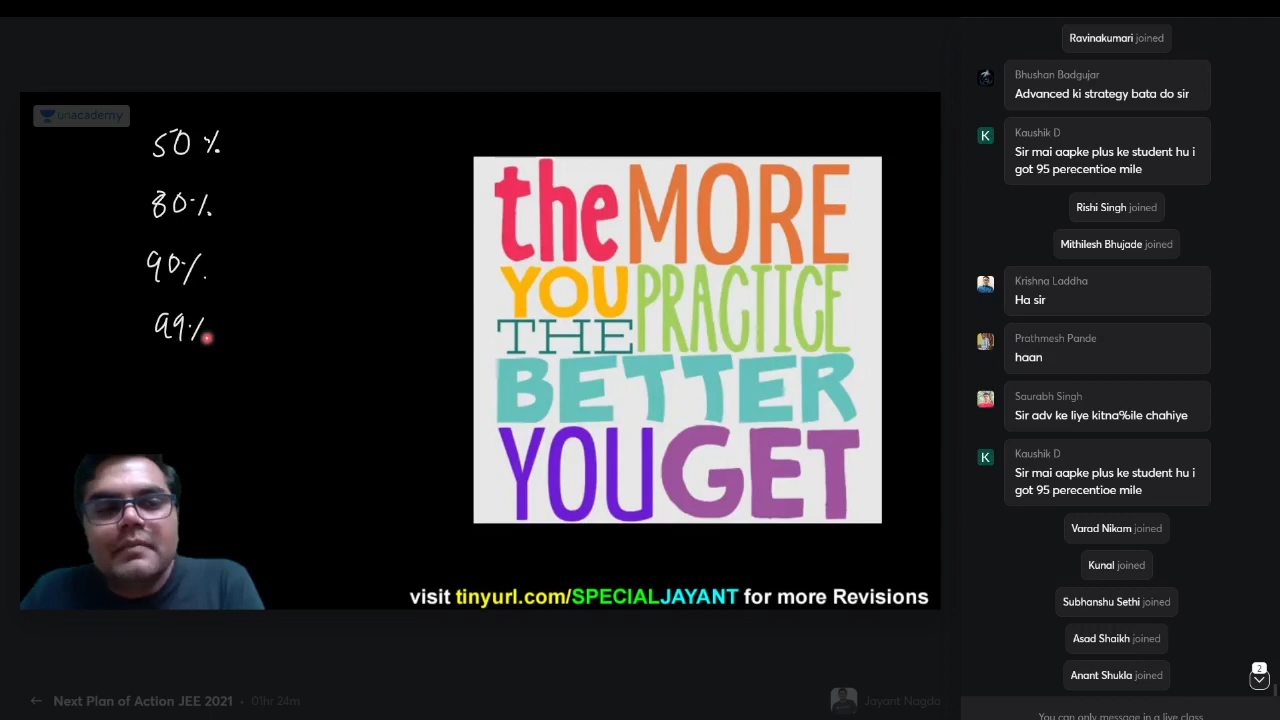 unacademy
50%
80%
90%.
99%
the MORE
YOU PRACTICE
THE
BETTER
YOU GET
visit tinyurl.com/SPECIALJAYANT for more Revisions
← Next Plan of Action JEE 2021 • 01hr 24m
Jayant Nagda
Ravinakumari joined
Bhushan Badgujar
Advanced ki strategy bata do sir
K
Kaushik D
Sir mai aapke plus ke student hu i
got 95 perecentioe mile
Rishi Singh joined
Mithilesh Bhujade joined
Krishna Laddha
Ha sir
Prathmesh Pande
haan
Saurabh Singh
Sir adv ke liye kitna%ile chahiye
K
Kaushik D
Sir mai aapke plus ke student hu i
got 95 perecentioe mile
Varad Nikam joined
Kunal joined
Subhanshu Sethi joined
Asad Shaikh joined
Anant Shukla joined
2
You can only message in a live class